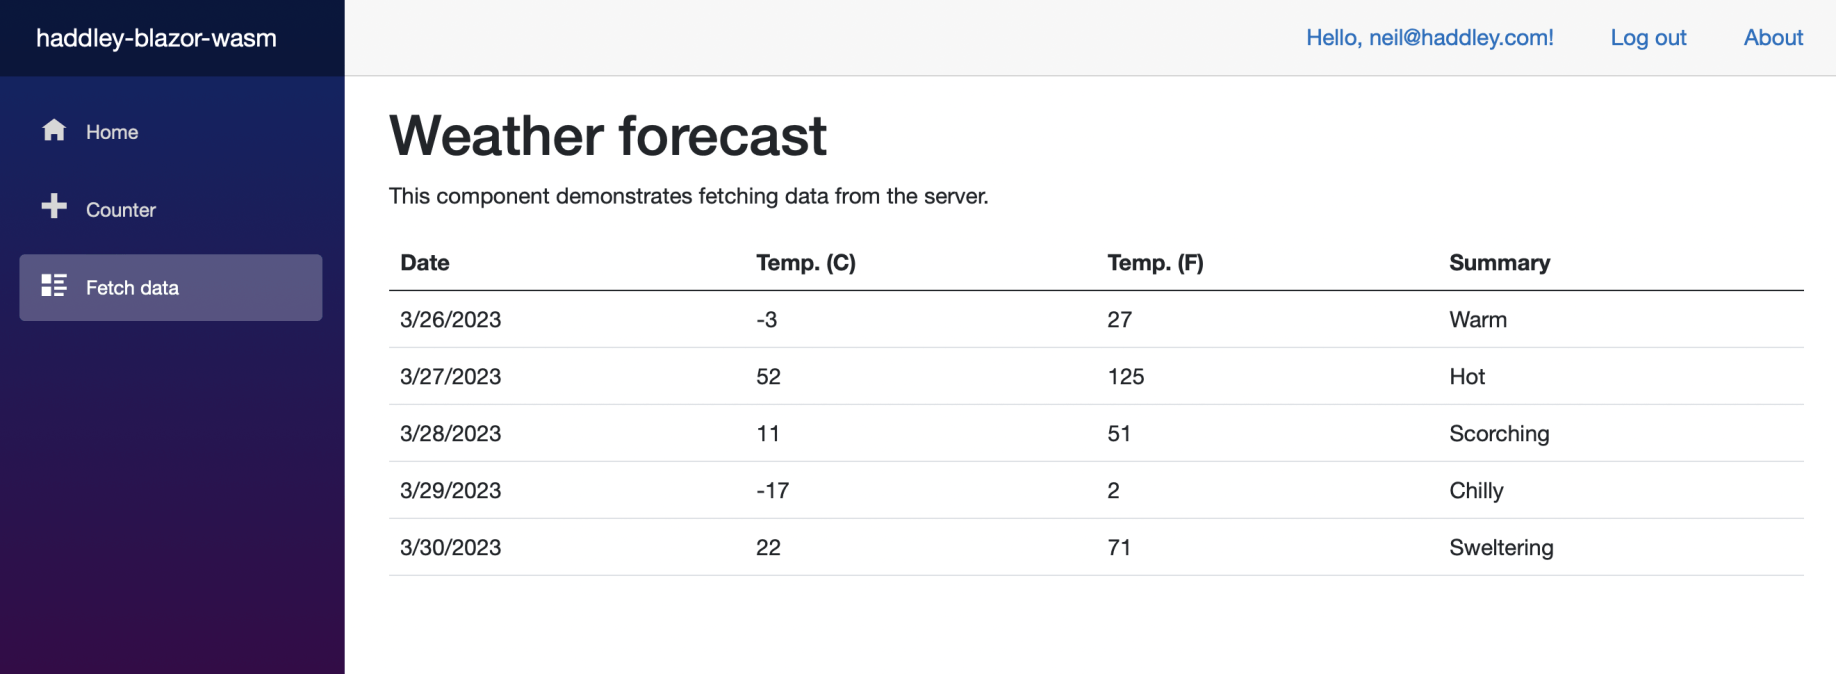 haddley-blazor-wasm
Hello, neil@haddley.com! Log out About
Home
Counter
Fetch data
Weather forecast
This component demonstrates fetching data from the server.
Date Temp. (C) Temp. (F) Summary
3/26/2023 -3 27 Warm
3/27/2023 52 125 Hot
3/28/2023 11 51 Scorching
3/29/2023 -17 2 Chilly
3/30/2023 22 71 Sweltering